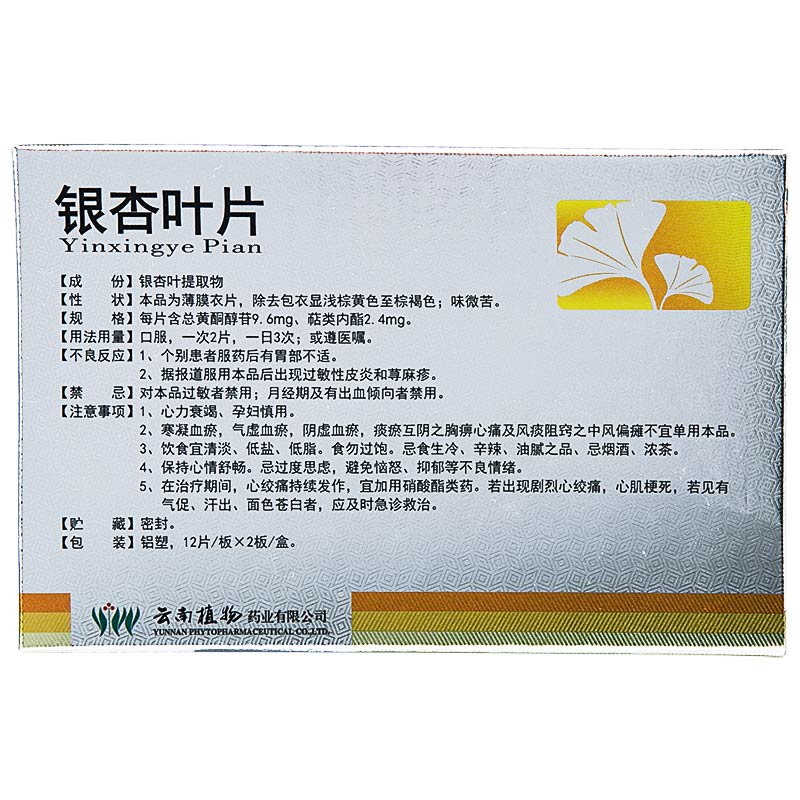 银杏叶片
Yinxingye Pian
【成　份】银杏叶提取物
【性　状】本品为薄膜衣片，除去包衣显浅棕黄色至棕褐色；味微苦。
【规　格】每片含总黄酮醇苷9.6mg、萜类内酯2.4mg。
【用法用量】口服，一次2片，一日3次；或遵医嘱。
【不良反应】1、个别患者服药后有胃部不适。
2、据报道服用本品后出现过敏性皮炎和荨麻疹。
【禁　忌】对本品过敏者禁用；月经期及有出血倾向者禁用。
【注意事项】1、心力衰竭、孕妇慎用。
2、寒凝血瘀，气虚血瘀，阴虚血瘀，痰瘀互阴之胸痹心痛及风痰阻窍之中风偏瘫不宜单用本品。
3、饮食宜清淡、低盐、低脂。食勿过饱。忌食生冷、辛辣、油腻之品、忌烟酒、浓茶。
4、保持心情舒畅。忌过度思虑，避免恼怒、抑郁等不良情绪。
5、在治疗期间，心绞痛持续发作，宜加用硝酸酯类药。若出现剧烈心绞痛，心肌梗死，若见有
气促、汗出、面色苍白者，应及时急诊救治。
【贮　藏】密封。
【包　装】铝塑，12片/板×2板/盒。
云南植物药业有限公司
YUNNAN PHYTOPHARMACEUTICAL CO.,LTD.